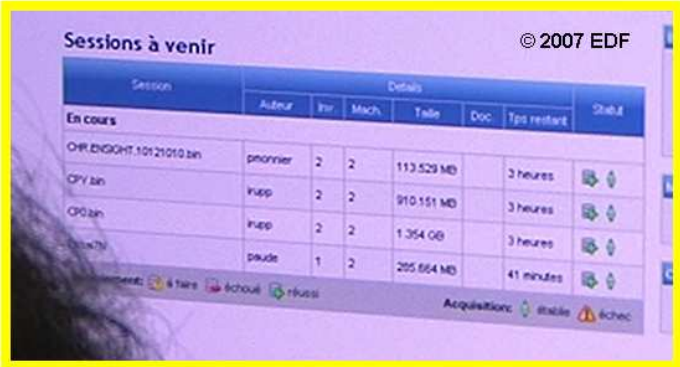 Sessions à venir
© 2007 EDF
Session Details Statut
Auteur Inv. Mach. Taille Doc. Tps restant
En cours
CHR.ENSIGHT.10121010.bin pmonnier 2 2 113.529 MB 3 heures
CPY.bin irupp 2 2 910.151 MB 3 heures
CP0.bin irupp 2 2 1.354 GB 3 heures
paude 1 2 285.664 MB 41 minutes
à faire échoué réussi Acquisition: établie échec